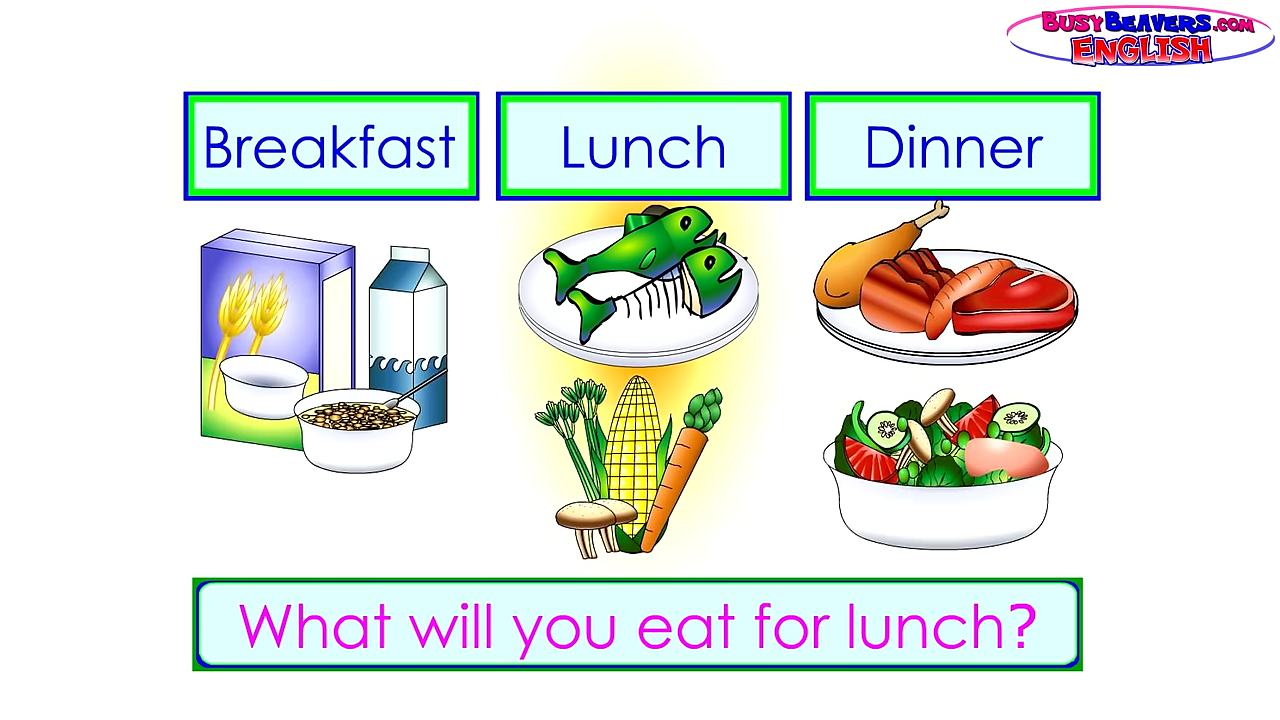 BUSYBEAVERS.COM
ENGLISH
Breakfast
Lunch
Dinner
What will you eat for lunch?